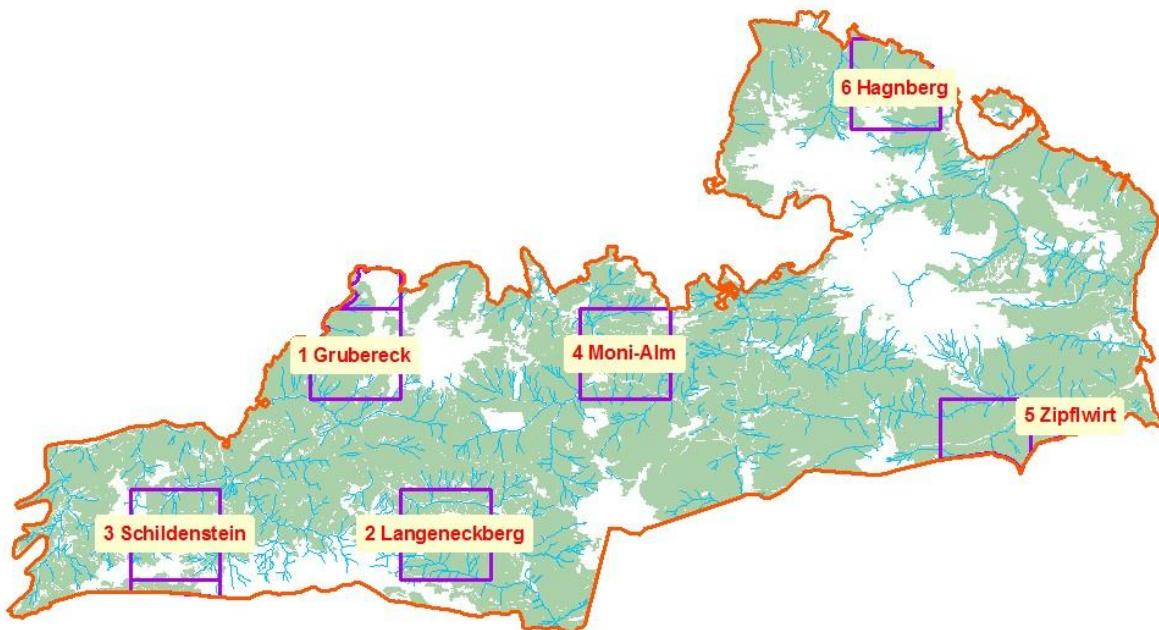 6 Hagnberg
1 Grubereck
4 Moni-Alm
5 Zipflwirt
3 Schildenstein
2 Langeneckberg